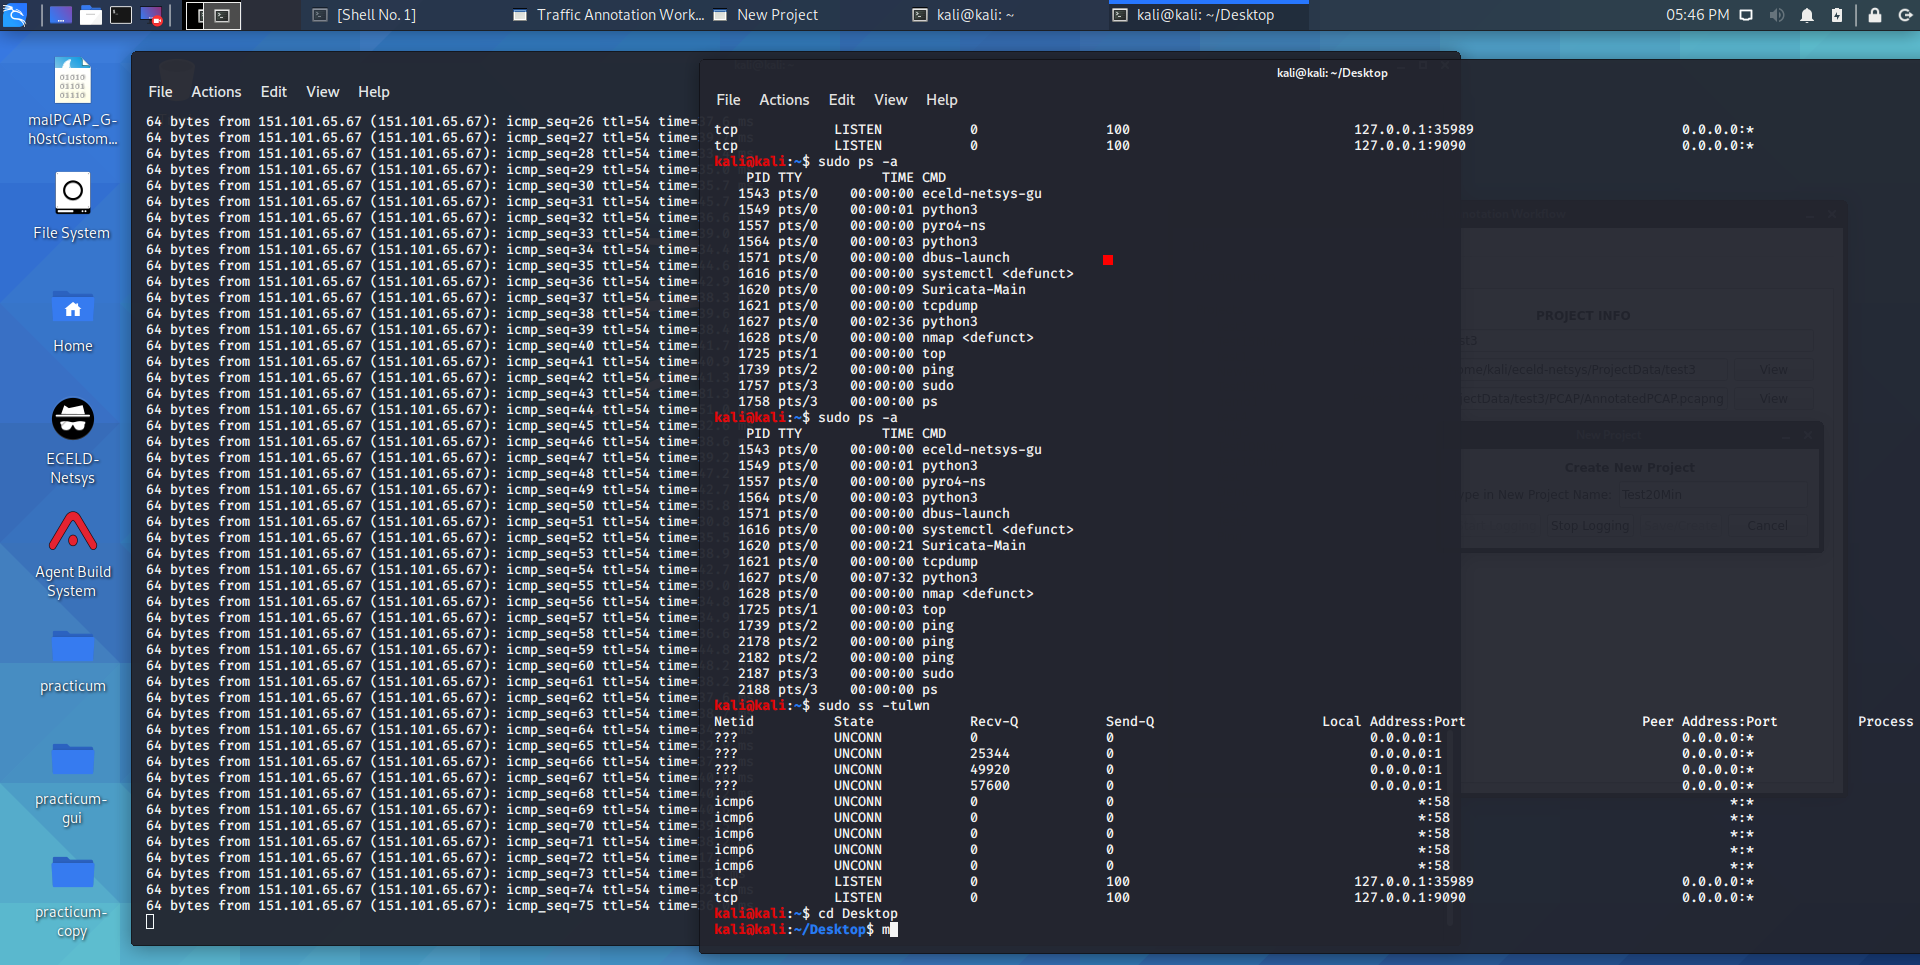 [Shell No. 1]
Traffic Annotation Work...
New Project
kali@kali: ~
kali@kali: ~/Desktop
05:46 PM
malPCAP_G-
h0stCustom...
File System
Home
ECELD-
Netsys
Agent Build
System
practicum
practicum-
gui
practicum-
copy
File Actions Edit View Help
64 bytes from 151.101.65.67 (151.101.65.67): icmp_seq=26 ttl=54 time=
64 bytes from 151.101.65.67 (151.101.65.67): icmp_seq=27 ttl=54 time=
64 bytes from 151.101.65.67 (151.101.65.67): icmp_seq=28 ttl=54 time=
64 bytes from 151.101.65.67 (151.101.65.67): icmp_seq=29 ttl=54 time=
64 bytes from 151.101.65.67 (151.101.65.67): icmp_seq=30 ttl=54 time=
64 bytes from 151.101.65.67 (151.101.65.67): icmp_seq=31 ttl=54 time=
64 bytes from 151.101.65.67 (151.101.65.67): icmp_seq=32 ttl=54 time=
64 bytes from 151.101.65.67 (151.101.65.67): icmp_seq=33 ttl=54 time=
64 bytes from 151.101.65.67 (151.101.65.67): icmp_seq=34 ttl=54 time=
64 bytes from 151.101.65.67 (151.101.65.67): icmp_seq=35 ttl=54 time=
64 bytes from 151.101.65.67 (151.101.65.67): icmp_seq=36 ttl=54 time=
64 bytes from 151.101.65.67 (151.101.65.67): icmp_seq=37 ttl=54 time=
64 bytes from 151.101.65.67 (151.101.65.67): icmp_seq=38 ttl=54 time=
64 bytes from 151.101.65.67 (151.101.65.67): icmp_seq=39 ttl=54 time=
64 bytes from 151.101.65.67 (151.101.65.67): icmp_seq=40 ttl=54 time=
64 bytes from 151.101.65.67 (151.101.65.67): icmp_seq=41 ttl=54 time=
64 bytes from 151.101.65.67 (151.101.65.67): icmp_seq=42 ttl=54 time=
64 bytes from 151.101.65.67 (151.101.65.67): icmp_seq=43 ttl=54 time=
64 bytes from 151.101.65.67 (151.101.65.67): icmp_seq=44 ttl=54 time=
64 bytes from 151.101.65.67 (151.101.65.67): icmp_seq=45 ttl=54 time=
64 bytes from 151.101.65.67 (151.101.65.67): icmp_seq=46 ttl=54 time=
64 bytes from 151.101.65.67 (151.101.65.67): icmp_seq=47 ttl=54 time=
64 bytes from 151.101.65.67 (151.101.65.67): icmp_seq=48 ttl=54 time=
64 bytes from 151.101.65.67 (151.101.65.67): icmp_seq=49 ttl=54 time=
64 bytes from 151.101.65.67 (151.101.65.67): icmp_seq=50 ttl=54 time=
64 bytes from 151.101.65.67 (151.101.65.67): icmp_seq=51 ttl=54 time=
64 bytes from 151.101.65.67 (151.101.65.67): icmp_seq=52 ttl=54 time=
64 bytes from 151.101.65.67 (151.101.65.67): icmp_seq=53 ttl=54 time=
64 bytes from 151.101.65.67 (151.101.65.67): icmp_seq=54 ttl=54 time=
64 bytes from 151.101.65.67 (151.101.65.67): icmp_seq=55 ttl=54 time=
64 bytes from 151.101.65.67 (151.101.65.67): icmp_seq=56 ttl=54 time=
64 bytes from 151.101.65.67 (151.101.65.67): icmp_seq=57 ttl=54 time=
64 bytes from 151.101.65.67 (151.101.65.67): icmp_seq=58 ttl=54 time=
64 bytes from 151.101.65.67 (151.101.65.67): icmp_seq=59 ttl=54 time=
64 bytes from 151.101.65.67 (151.101.65.67): icmp_seq=60 ttl=54 time=
64 bytes from 151.101.65.67 (151.101.65.67): icmp_seq=61 ttl=54 time=
64 bytes from 151.101.65.67 (151.101.65.67): icmp_seq=62 ttl=54 time=
64 bytes from 151.101.65.67 (151.101.65.67): icmp_seq=63 ttl=54 time=
64 bytes from 151.101.65.67 (151.101.65.67): icmp_seq=64 ttl=54 time=
64 bytes from 151.101.65.67 (151.101.65.67): icmp_seq=65 ttl=54 time=
64 bytes from 151.101.65.67 (151.101.65.67): icmp_seq=66 ttl=54 time=
64 bytes from 151.101.65.67 (151.101.65.67): icmp_seq=67 ttl=54 time=
64 bytes from 151.101.65.67 (151.101.65.67): icmp_seq=68 ttl=54 time=
64 bytes from 151.101.65.67 (151.101.65.67): icmp_seq=69 ttl=54 time=
64 bytes from 151.101.65.67 (151.101.65.67): icmp_seq=70 ttl=54 time=
64 bytes from 151.101.65.67 (151.101.65.67): icmp_seq=71 ttl=54 time=
64 bytes from 151.101.65.67 (151.101.65.67): icmp_seq=72 ttl=54 time=
64 bytes from 151.101.65.67 (151.101.65.67): icmp_seq=73 ttl=54 time=
64 bytes from 151.101.65.67 (151.101.65.67): icmp_seq=74 ttl=54 time=
64 bytes from 151.101.65.67 (151.101.65.67): icmp_seq=75 ttl=54 time=
kali@kali: ~/Desktop
File Actions Edit View Help
tcp LISTEN 0 100 127.0.0.1:35989 0.0.0.0:*
tcp LISTEN 0 100 127.0.0.1:9090 0.0.0.0:*
kali@kali:~$ sudo ps -a
PID TTY TIME CMD
1543 pts/0 00:00:00 eceld-netsys-gu
1549 pts/0 00:00:01 python3
1557 pts/0 00:00:00 pyro4-ns
1564 pts/0 00:00:03 python3
1571 pts/0 00:00:00 dbus-launch
1616 pts/0 00:00:00 systemctl <defunct>
1620 pts/0 00:00:09 Suricata-Main
1621 pts/0 00:00:00 tcpdump
1627 pts/0 00:02:36 python3
1628 pts/0 00:00:00 nmap <defunct>
1725 pts/1 00:00:00 top
1739 pts/2 00:00:00 ping
1757 pts/3 00:00:00 sudo
1758 pts/3 00:00:00 ps
kali@kali:~$ sudo ps -a
PID TTY TIME CMD
1543 pts/0 00:00:00 eceld-netsys-gu
1549 pts/0 00:00:01 python3
1557 pts/0 00:00:00 pyro4-ns
1564 pts/0 00:00:03 python3
1571 pts/0 00:00:00 dbus-launch
1616 pts/0 00:00:00 systemctl <defunct>
1620 pts/0 00:00:21 Suricata-Main
1621 pts/0 00:00:00 tcpdump
1627 pts/0 00:07:32 python3
1628 pts/0 00:00:00 nmap <defunct>
1725 pts/1 00:00:03 top
1739 pts/2 00:00:00 ping
2178 pts/2 00:00:00 ping
2182 pts/2 00:00:00 ping
2187 pts/3 00:00:00 sudo
2188 pts/3 00:00:00 ps
kali@kali:~$ sudo ss -tulwn
Netid State Recv-Q Send-Q Local Address:Port Peer Address:Port Process
??? UNCONN 0 0 0.0.0.0:1 0.0.0.0:*
??? UNCONN 25344 0 0.0.0.0:1 0.0.0.0:*
??? UNCONN 49920 0 0.0.0.0:1 0.0.0.0:*
??? UNCONN 57600 0 0.0.0.0:1 0.0.0.0:*
icmp6 UNCONN 0 0 *:58 *:*
icmp6 UNCONN 0 0 *:58 *:*
icmp6 UNCONN 0 0 *:58 *:*
icmp6 UNCONN 0 0 *:58 *:*
icmp6 UNCONN 0 0 *:58 *:*
tcp LISTEN 0 100 127.0.0.1:35989 0.0.0.0:*
tcp LISTEN 0 100 127.0.0.1:9090 0.0.0.0:*
kali@kali:~$ cd Desktop
kali@kali:~/Desktop$ m
PROJECT INFO
/kali/eceld-netsys/ProjectData/test3 View
Data/test3/PCAP/AnnotatedPCAP.pcapng View
New Project
Create New Project
in New Project Name Test20Min
Stop Logging Cancel